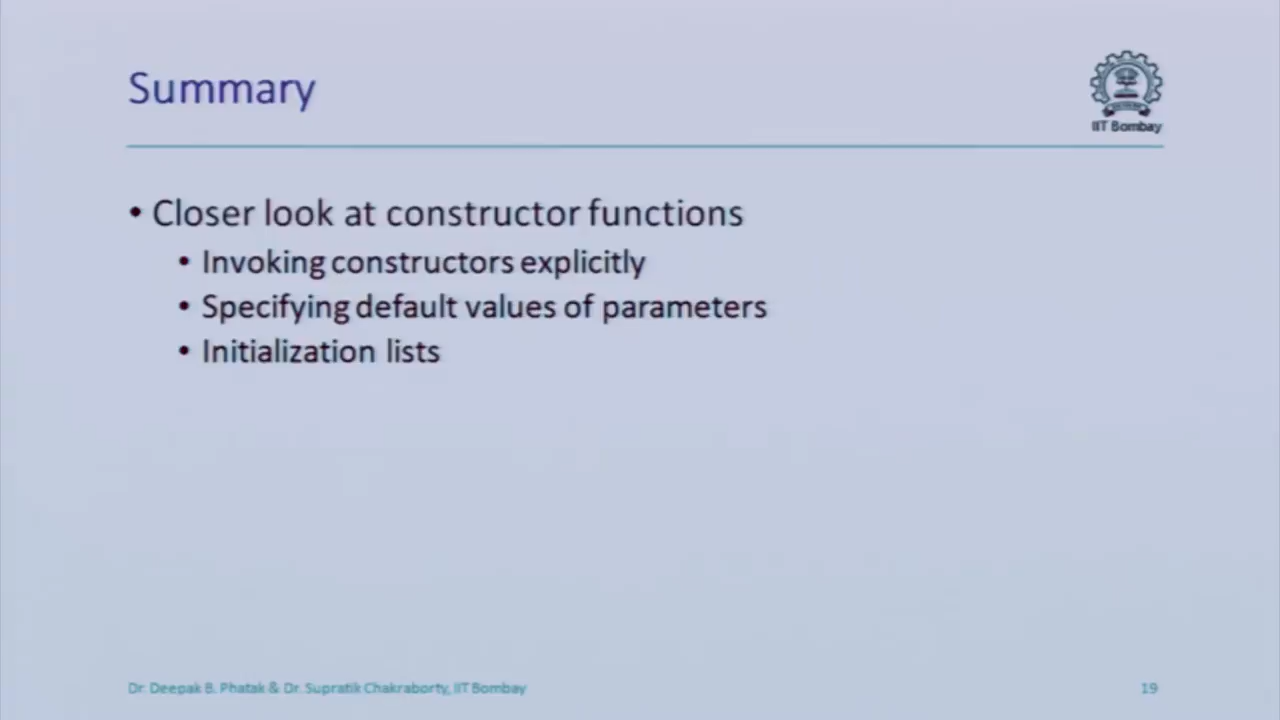 Summary
IIT Bombay
• Closer look at constructor functions
• Invoking constructors explicitly
• Specifying default values of parameters
• Initialization lists
Dr. Deepak B. Phatak & Dr. Supratik Chakraborty, IIT Bombay
19